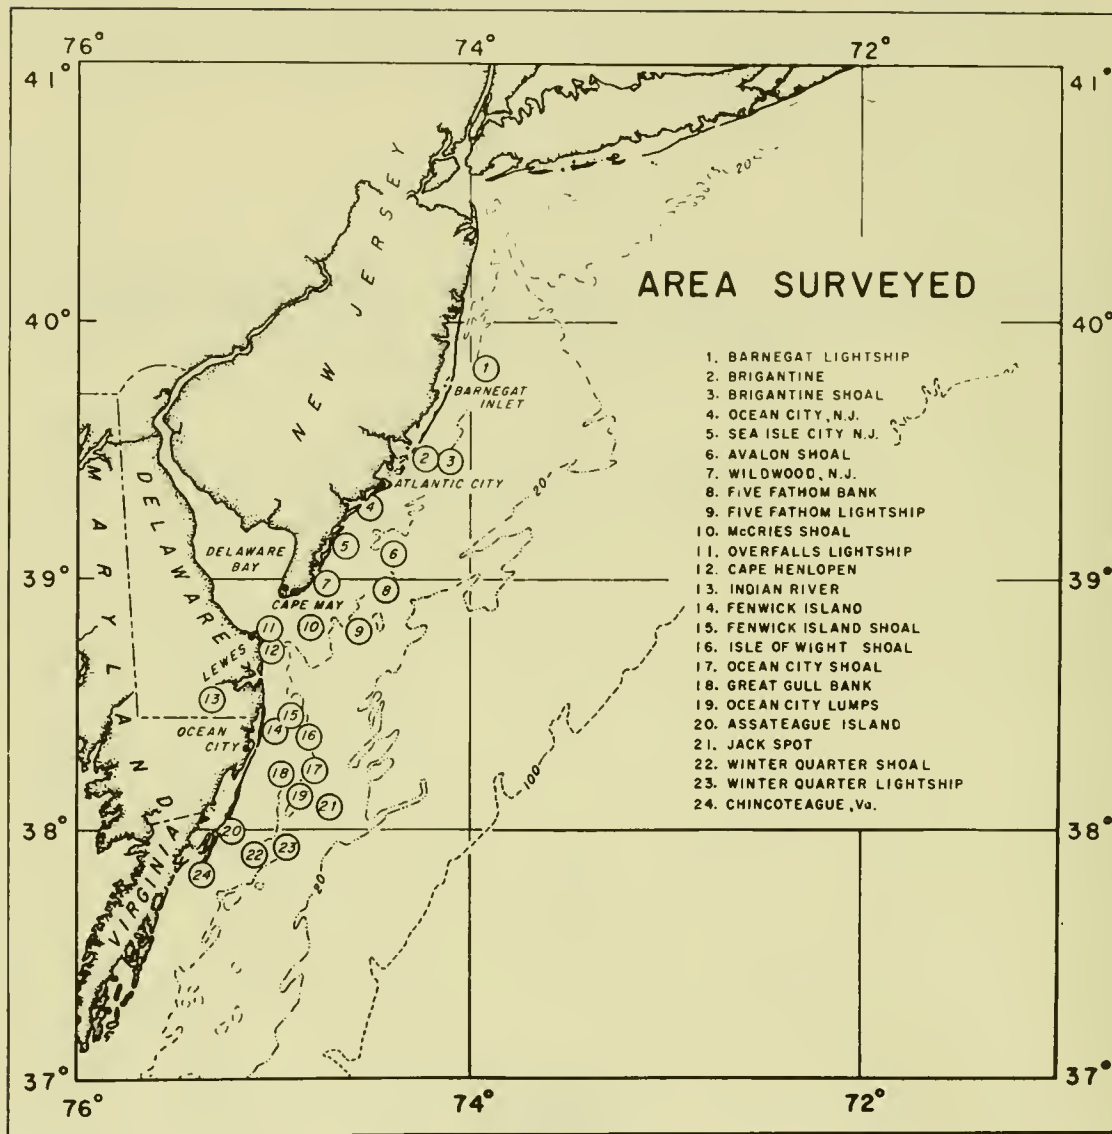 76° 74° 72°
41° 41°
NEW JERSEY
20
AREA SURVEYED
40° 40°
1. BARNEGAT LIGHTSHIP
2. BRIGANTINE
3. BRIGANTINE SHOAL
4. OCEAN CITY, N.J.
5. SEA ISLE CITY N.J.
6. AVALON SHOAL
7. WILDWOOD, N.J.
8. FIVE FATHOM BANK
9. FIVE FATHOM LIGHTSHIP
10. McCRIES SHOAL
11. OVERFALLS LIGHTSHIP
12. CAPE HENLOPEN
13. INDIAN RIVER
14. FENWICK ISLAND
15. FENWICK ISLAND SHOAL
16. ISLE OF WIGHT SHOAL
17. OCEAN CITY SHOAL
18. GREAT GULL BANK
19. OCEAN CITY LUMPS
20. ASSATEAGUE ISLAND
21. JACK SPOT
22. WINTER QUARTER SHOAL
23. WINTER QUARTER LIGHTSHIP
24. CHINCOTEAGUE, Va.
1
BARNEGAT
INLET
2 3
ATLANTIC CITY
20
4
MARYLAND
DELAWARE
DELAWARE
BAY
5 6
39° 39°
7 8
CAPE MAY
11 10 9
12
LEWES
13
OCEAN
CITY
15
14 16
18 17
19 21
100
38° 38°
20
22 23
24
VIRGINIA
20
37° 37°
76° 74° 72°